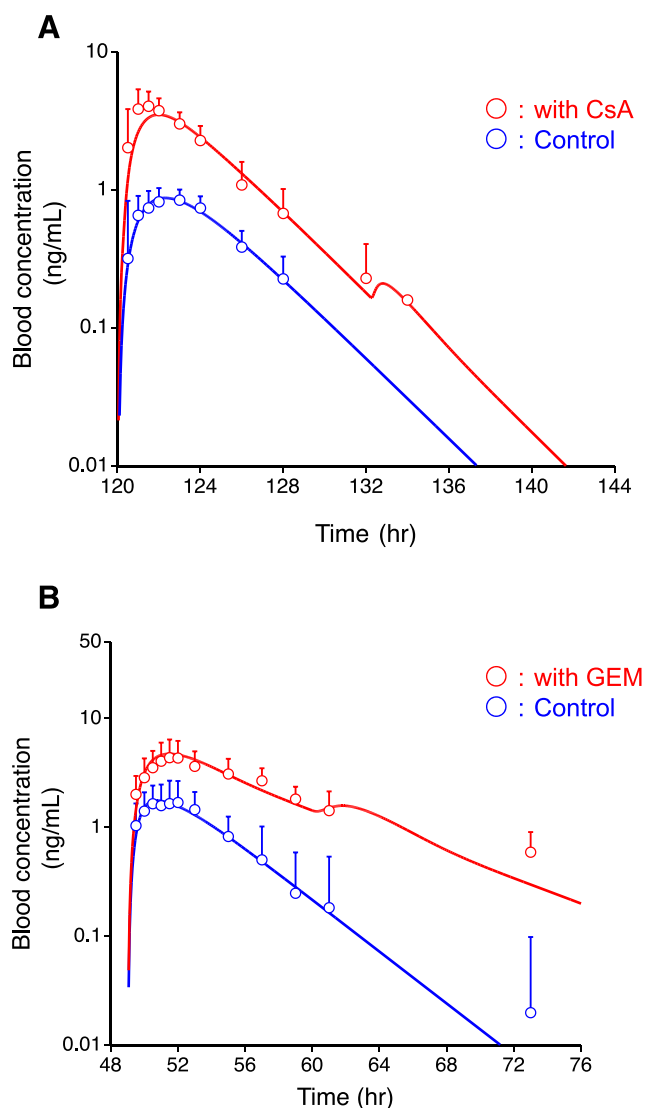 A
10
1
0.1
0.01
Blood concentration
(ng/mL)
: with CsA
: Control
120 124 128 132 136 140 144
Time (hr)
B
50
10
1
0.1
0.01
Blood concentration
(ng/mL)
: with GEM
: Control
48 52 56 60 64 68 72 76
Time (hr)